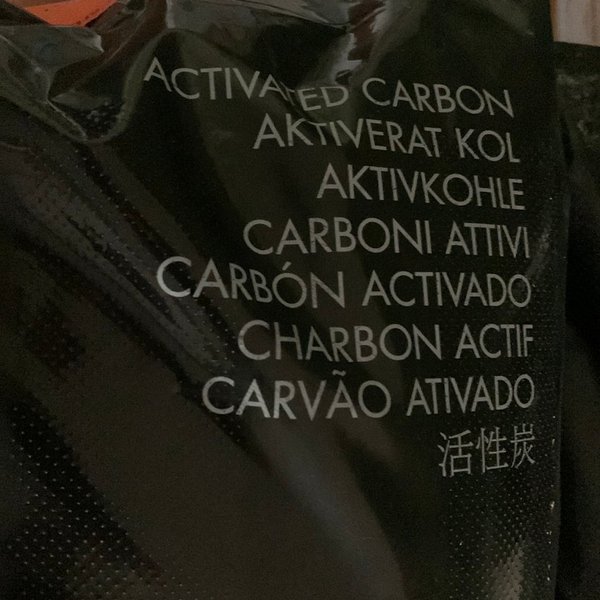 ACTIVATED CARBON
AKTIVERAT KOL
AKTIVKOHLE
CARBONI ATTIVI
CARBÓN ACTIVADO
CHARBON ACTIF
CARVÃO ATIVADO
活性炭